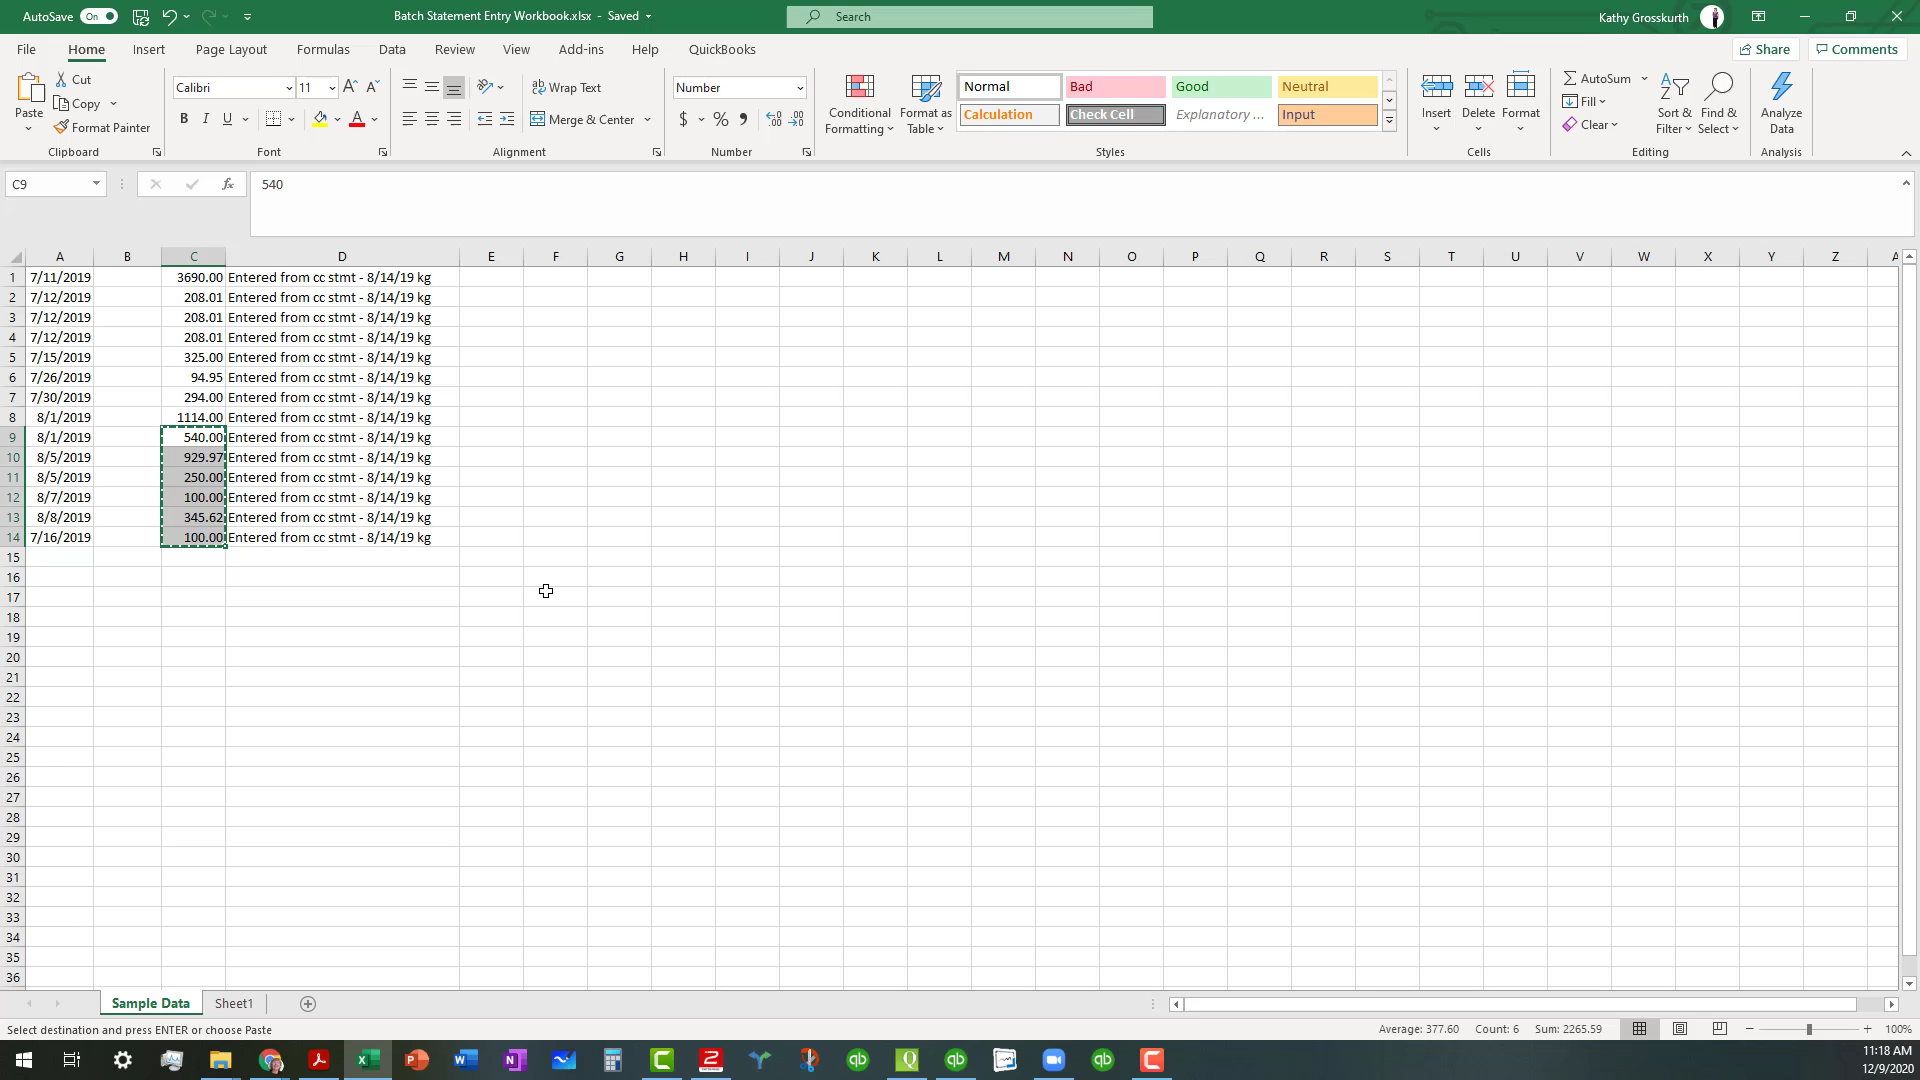 AutoSave On Batch Statement Entry Workbook.xlsx - Saved Search Kathy Grosskurth
File Home Insert Page Layout Formulas Data Review View Add-ins Help QuickBooks Share Comments
Paste Cut Copy Format Painter Clipboard
Calibri 11 B I U A Font
Wrap Text Merge & Center Alignment
Number $ % Number
Conditional Formatting Format as Table Normal Bad Good Neutral
Calculation Check Cell Explanatory ... Input Styles
Insert Delete Format Cells
AutoSum Fill Clear Sort & Filter Find & Select Editing
Analyze Data Analysis
C9 fx 540
A B C D E F G H I J K L M N O P Q R S T U V W X Y Z
1 7/11/2019 3690.00 Entered from cc stmt - 8/14/19 kg
2 7/12/2019 208.01 Entered from cc stmt - 8/14/19 kg
3 7/12/2019 208.01 Entered from cc stmt - 8/14/19 kg
4 7/12/2019 208.01 Entered from cc stmt - 8/14/19 kg
5 7/15/2019 325.00 Entered from cc stmt - 8/14/19 kg
6 7/26/2019 94.95 Entered from cc stmt - 8/14/19 kg
7 7/30/2019 294.00 Entered from cc stmt - 8/14/19 kg
8 8/1/2019 1114.00 Entered from cc stmt - 8/14/19 kg
9 8/1/2019 540.00 Entered from cc stmt - 8/14/19 kg
10 8/5/2019 929.97 Entered from cc stmt - 8/14/19 kg
11 8/5/2019 250.00 Entered from cc stmt - 8/14/19 kg
12 8/7/2019 100.00 Entered from cc stmt - 8/14/19 kg
13 8/8/2019 345.62 Entered from cc stmt - 8/14/19 kg
14 7/16/2019 100.00 Entered from cc stmt - 8/14/19 kg
15
16
17
18
19
20
21
22
23
24
25
26
27
28
29
30
31
32
33
34
35
36
Sample Data Sheet1
Select destination and press ENTER or choose Paste Average: 377.60 Count: 6 Sum: 2265.59 100%
11:18 AM
12/9/2020